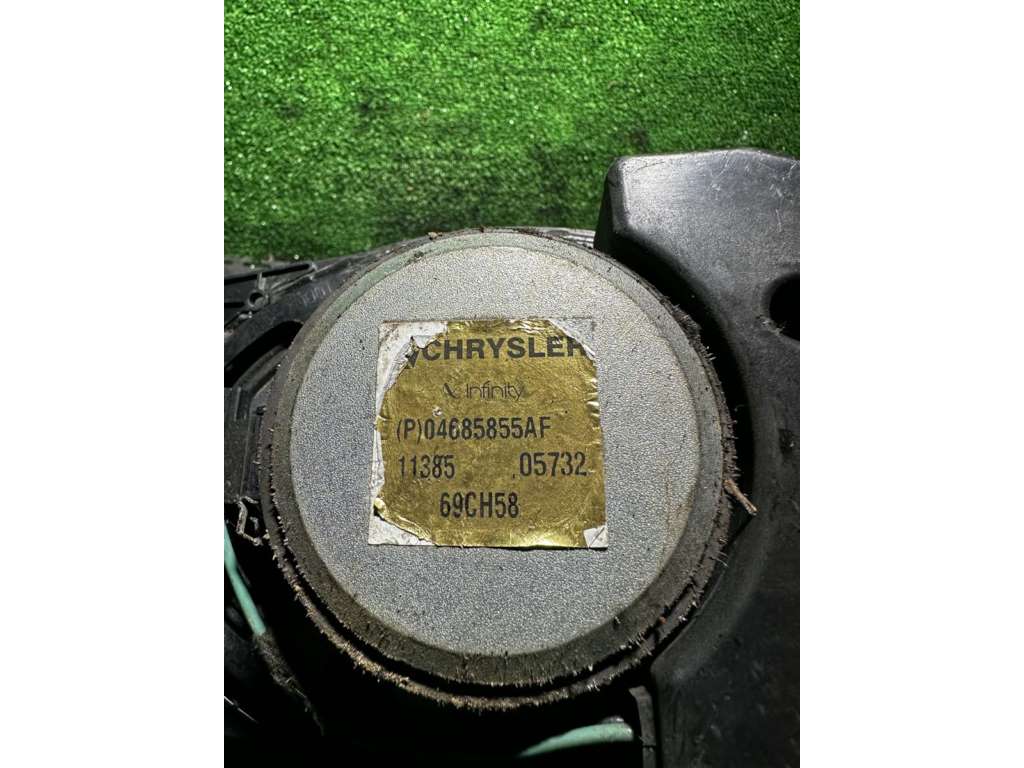 CHRYSLER
Infinity
(P)04685855AF
11385 05732
69CH58